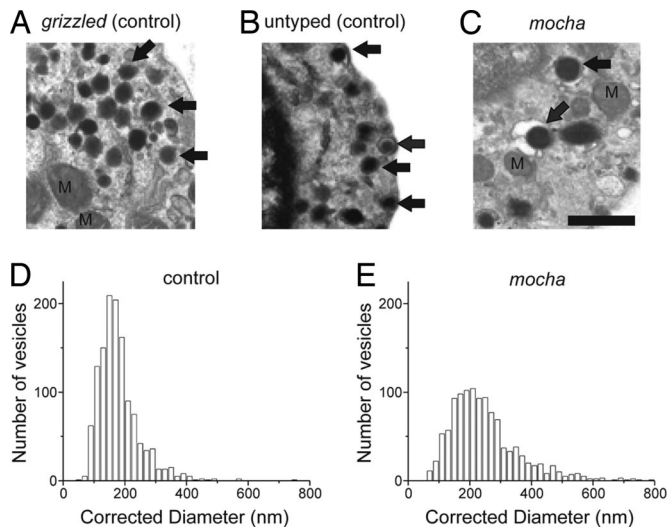 A grizzled (control)
B untyped (control)
C mocha
M
M
M
M
D control
E mocha
200
100
0
Number of vesicles
0 200 400 600 800
Corrected Diameter (nm)
200
100
0
Number of vesicles
0 200 400 600 800
Corrected Diameter (nm)